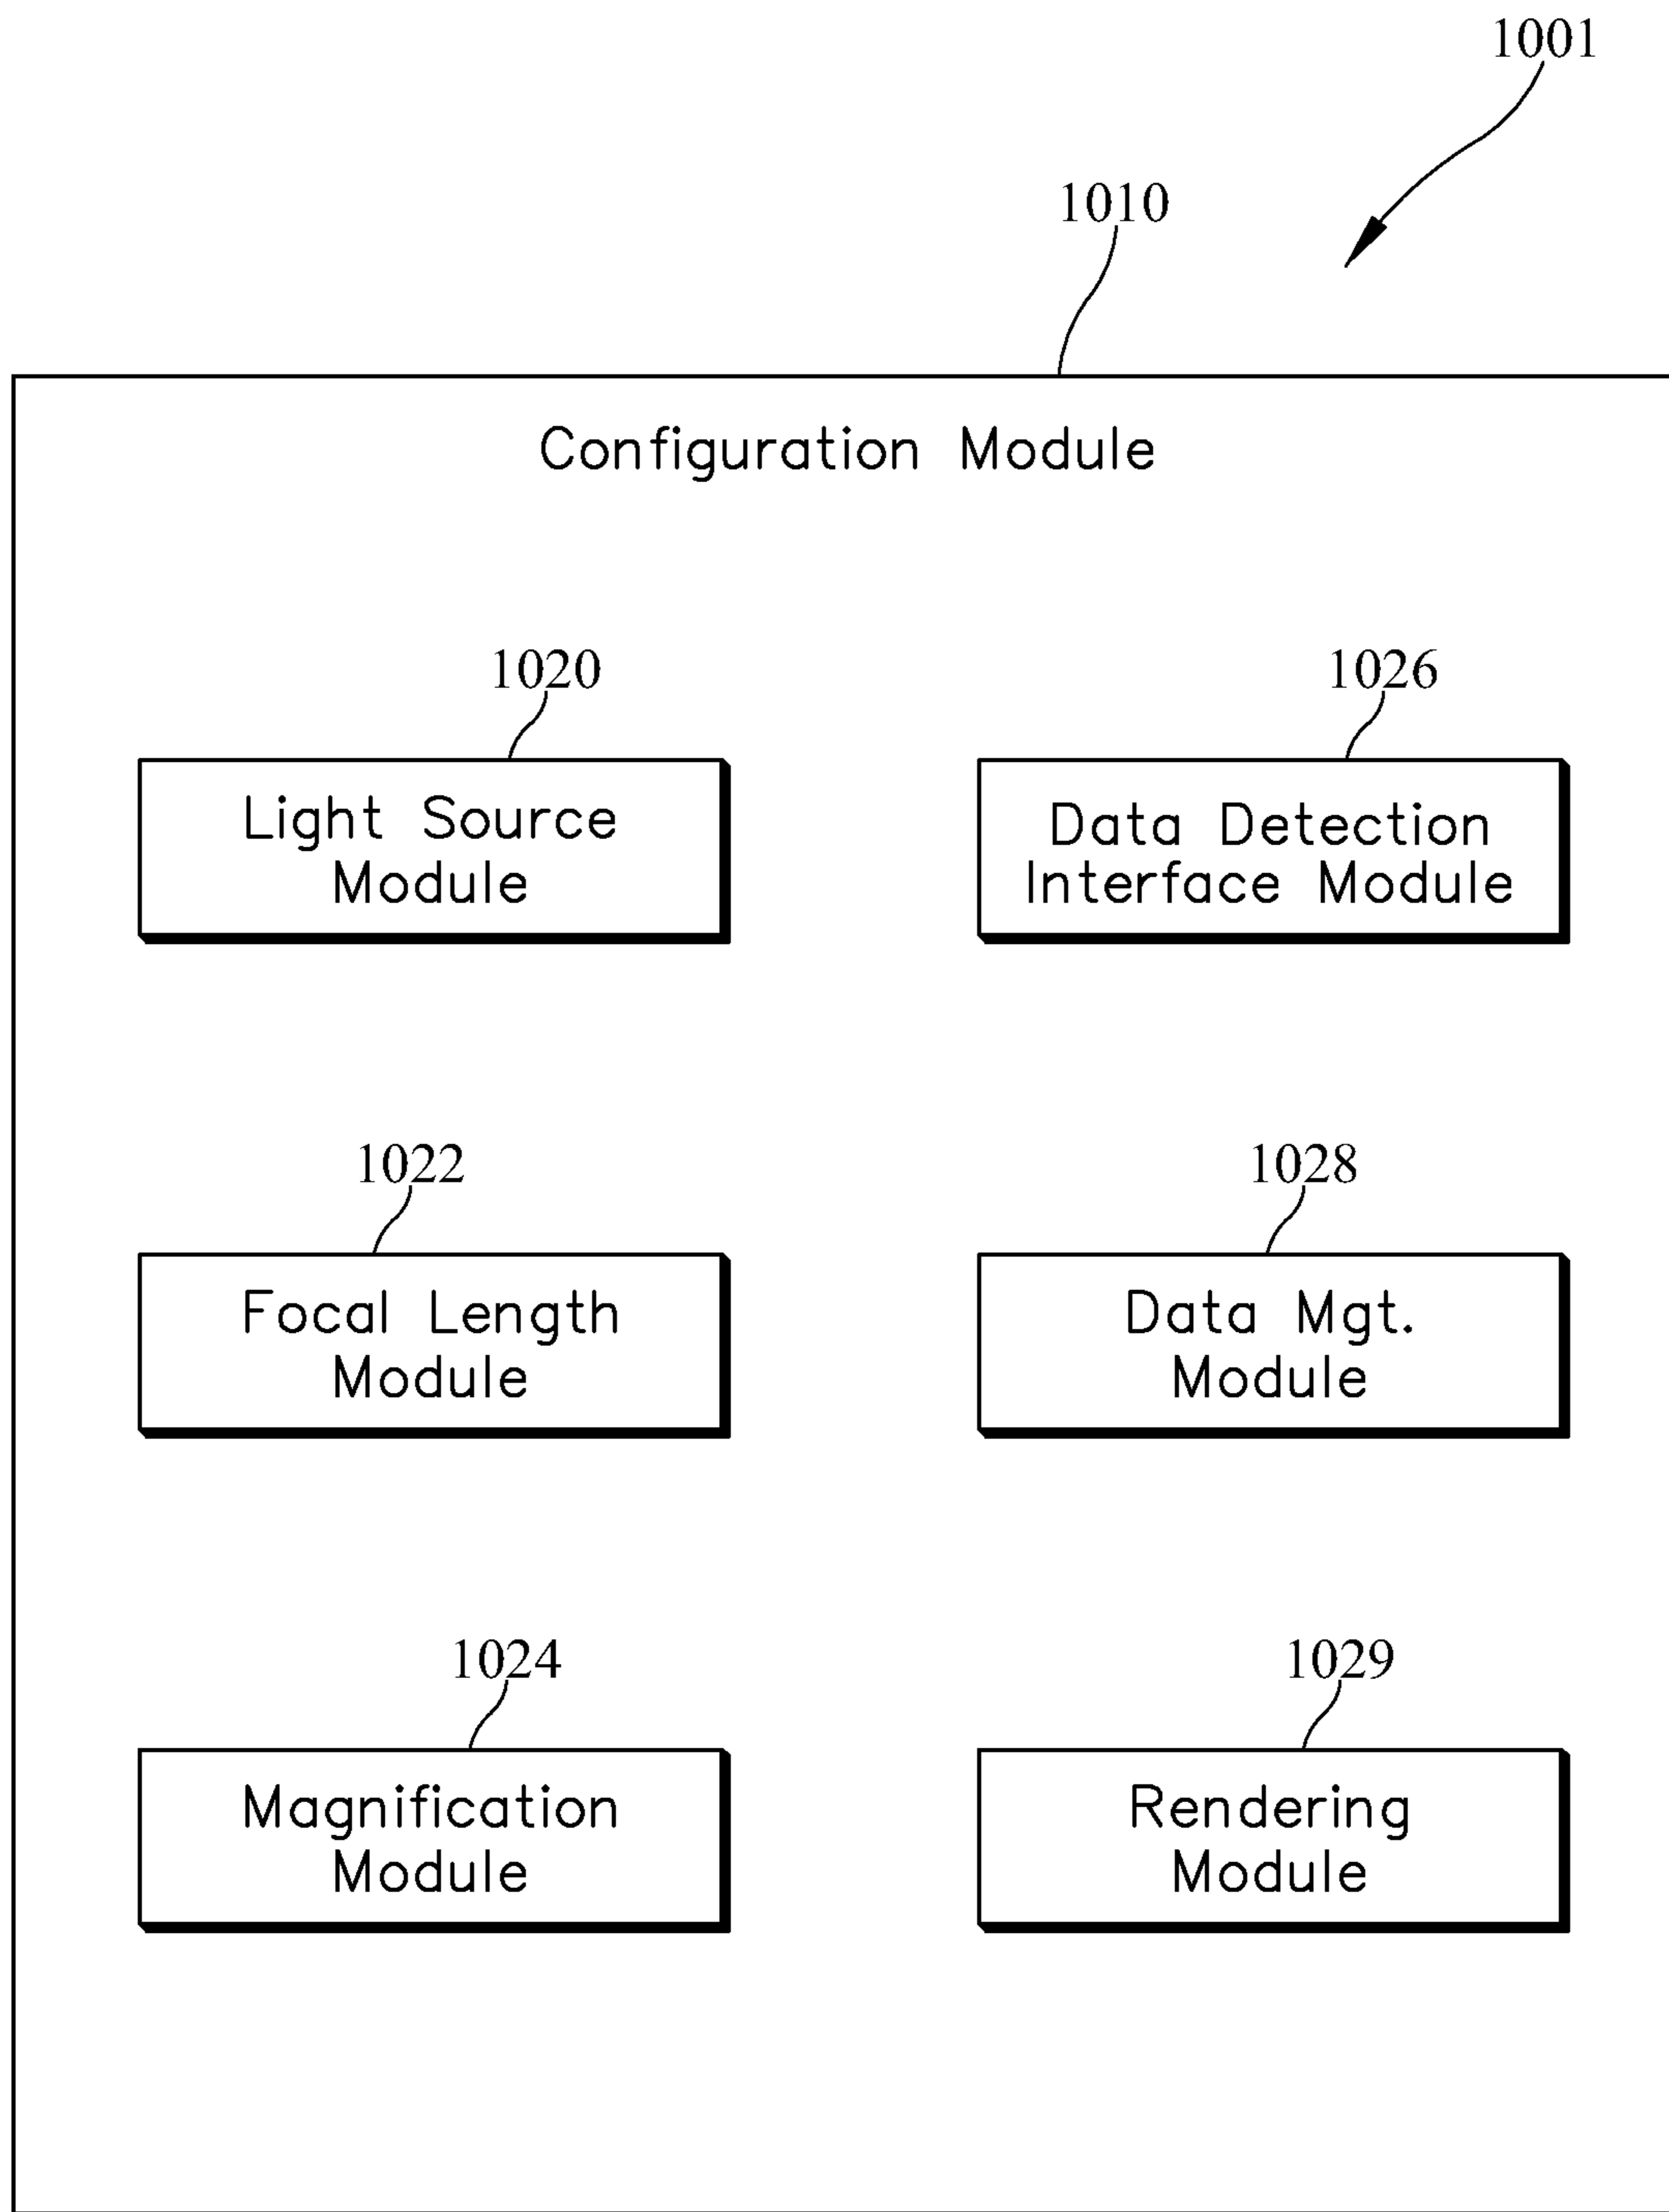 1001
1010
Configuration Module
1020
Light Source
Module
1026
Data Detection
Interface Module
1022
Focal Length
Module
1028
Data Mgt.
Module
1024
Magnification
Module
1029
Rendering
Module